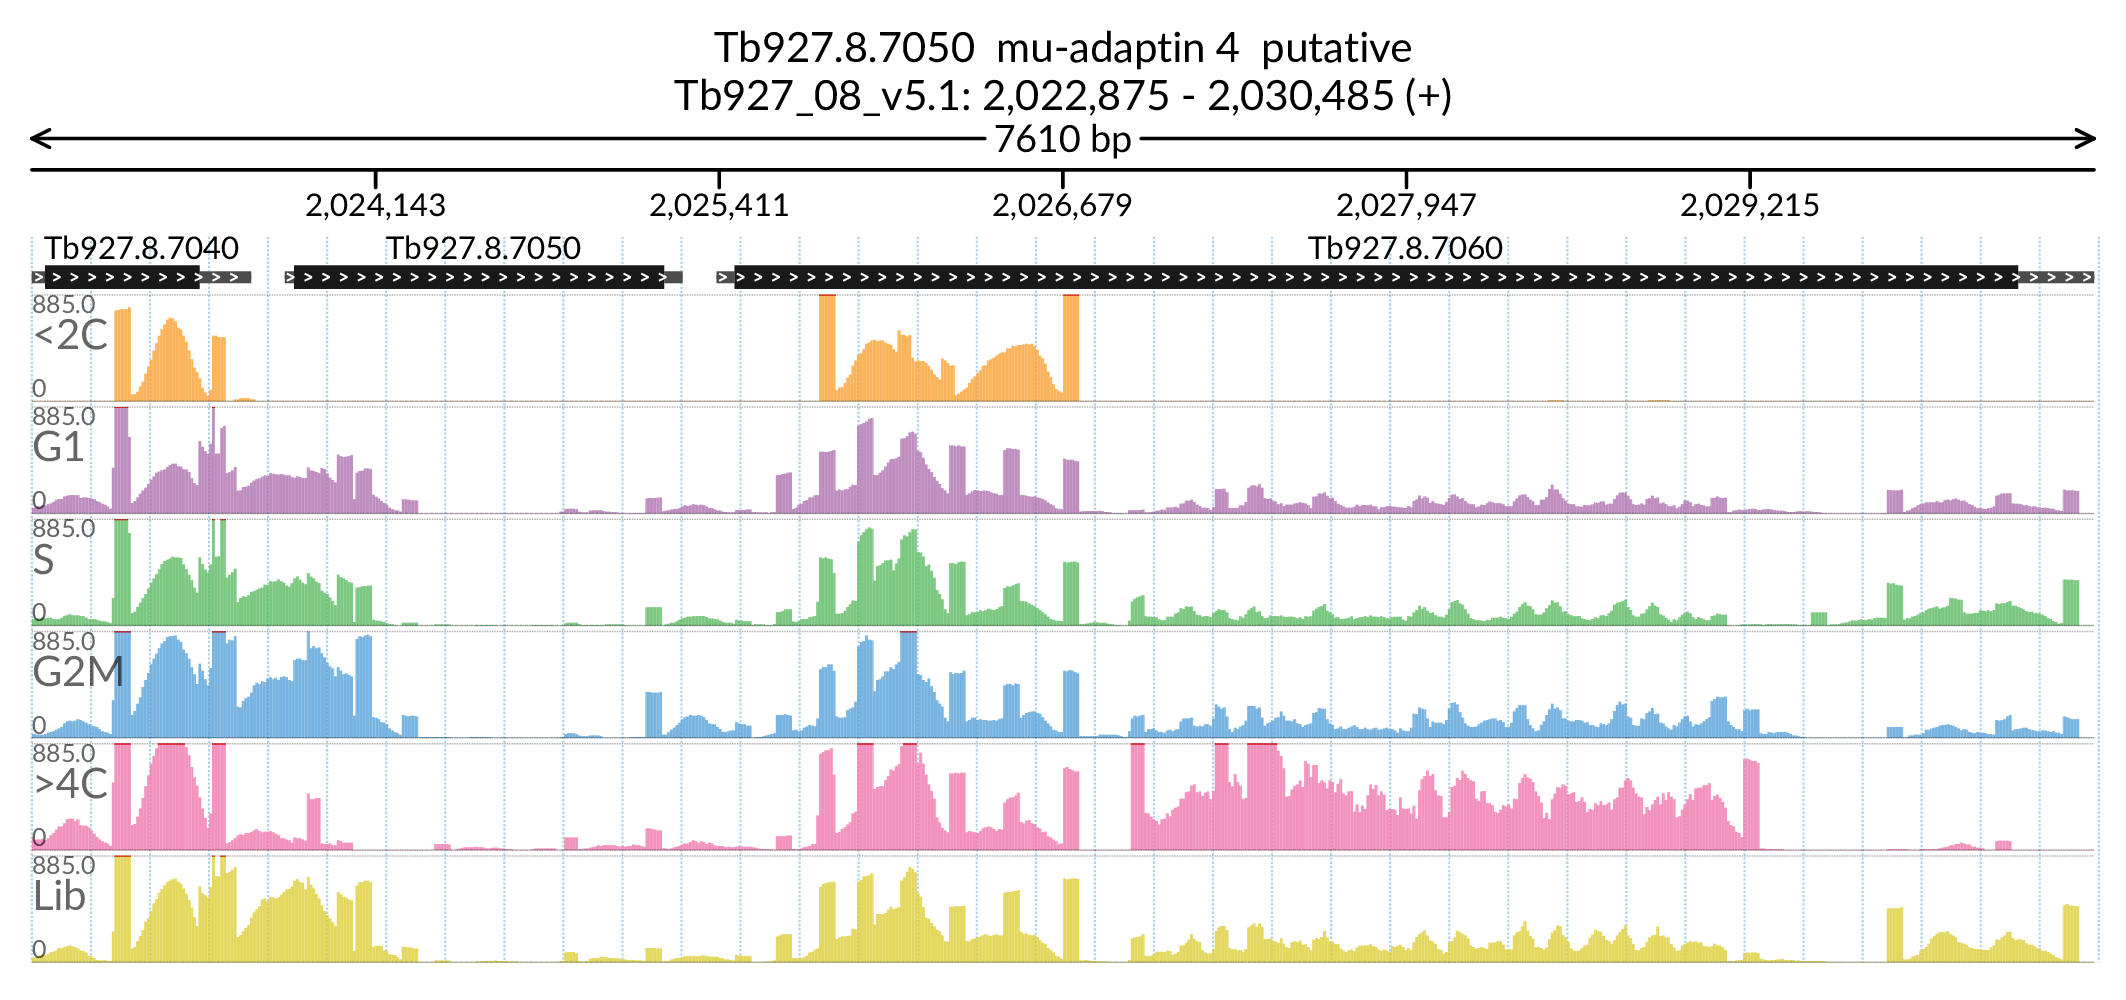 Tb927.8.7050 mu-adaptin 4 putative
Tb927_08_v5.1: 2,022,875 - 2,030,485 (+)
7610 bp
2,024,143 2,025,411 2,026,679 2,027,947 2,029,215
Tb927.8.7040 Tb927.8.7050 Tb927.8.7060
885.0
<2C
0
885.0
G1
0
885.0
S
0
885.0
G2M
0
885.0
>4C
0
885.0
Lib
0